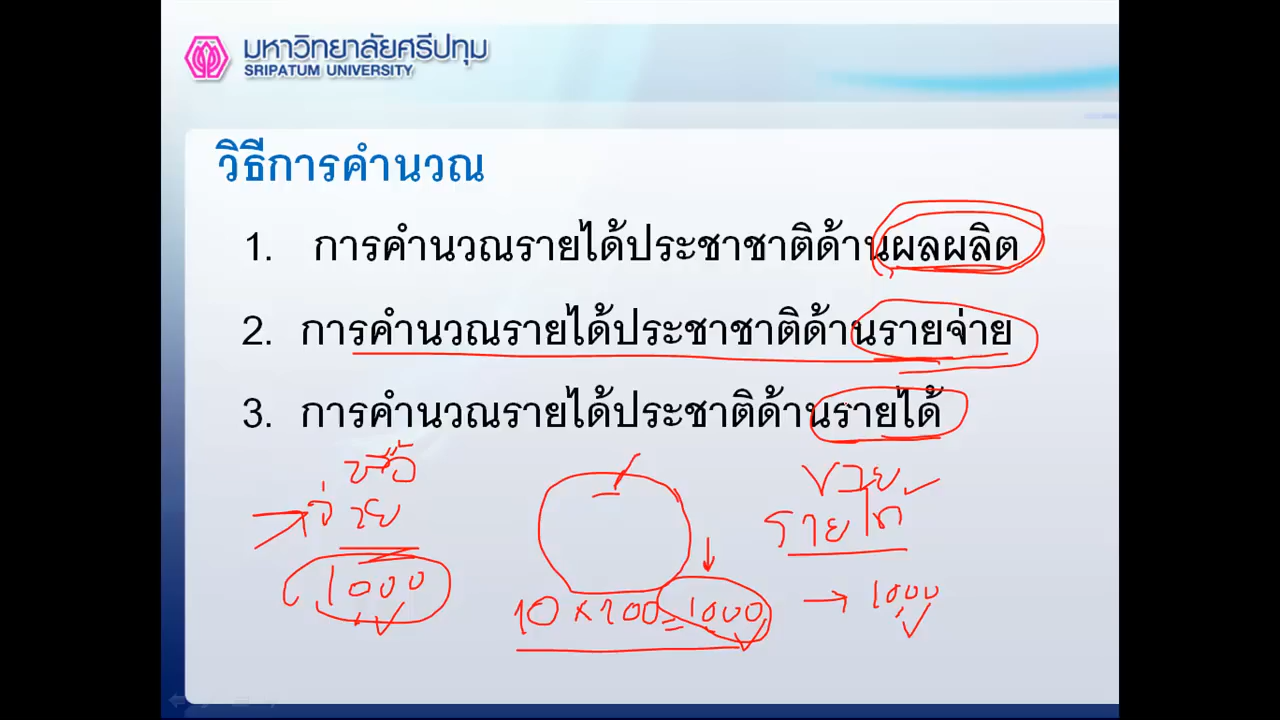 มหาวิทยาลัยศรีปทุม
SRIPATUM UNIVERSITY
วิธีการคำนวณ
1. การคำนวณรายได้ประชาชาติด้านผลผลิต
2. การคำนวณรายได้ประชาชาติด้านรายจ่าย
3. การคำนวณรายได้ประชาติด้านรายได้
ซื้อ
จ่าย
1000
10 × 100 = 1000
ขาย
รายได้
→ 1000